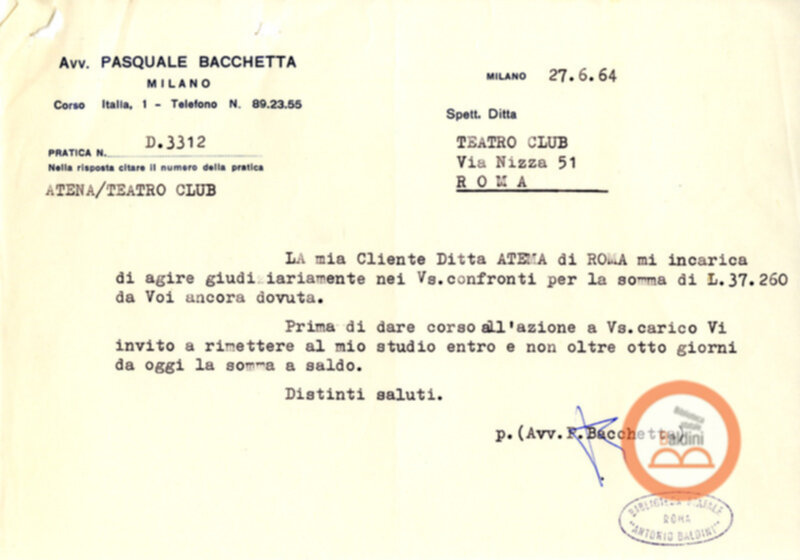 Avv. PASQUALE BACCHETTA
MILANO
Corso Italia, 1 - Telefono N. 89.23.55
PRATICA N. D.3312
Nella risposta citare il numero della pratica
ATENA/TEATRO CLUB
MILANO 27.6.64
Spett. Ditta
TEATRO CLUB
Via Nizza 51
ROMA
LA mia Cliente Ditta ATEMA di ROMA mi incarica
di agire giudiziariamente nei Vs.confronti per la somma di L.37.260
da Voi ancora dovuta.
Prima di dare corso all'azione a Vs.carico Vi
invito a rimettere al mio studio entro e non oltre otto giorni
da oggi la somma a saldo.
Distinti saluti.
p.(Avv.P.Bacchetta)
Biblioteca
Statale
Baldini
BIBLIOTECA STATALE
ROMA
"ANTONIO BALDINI"